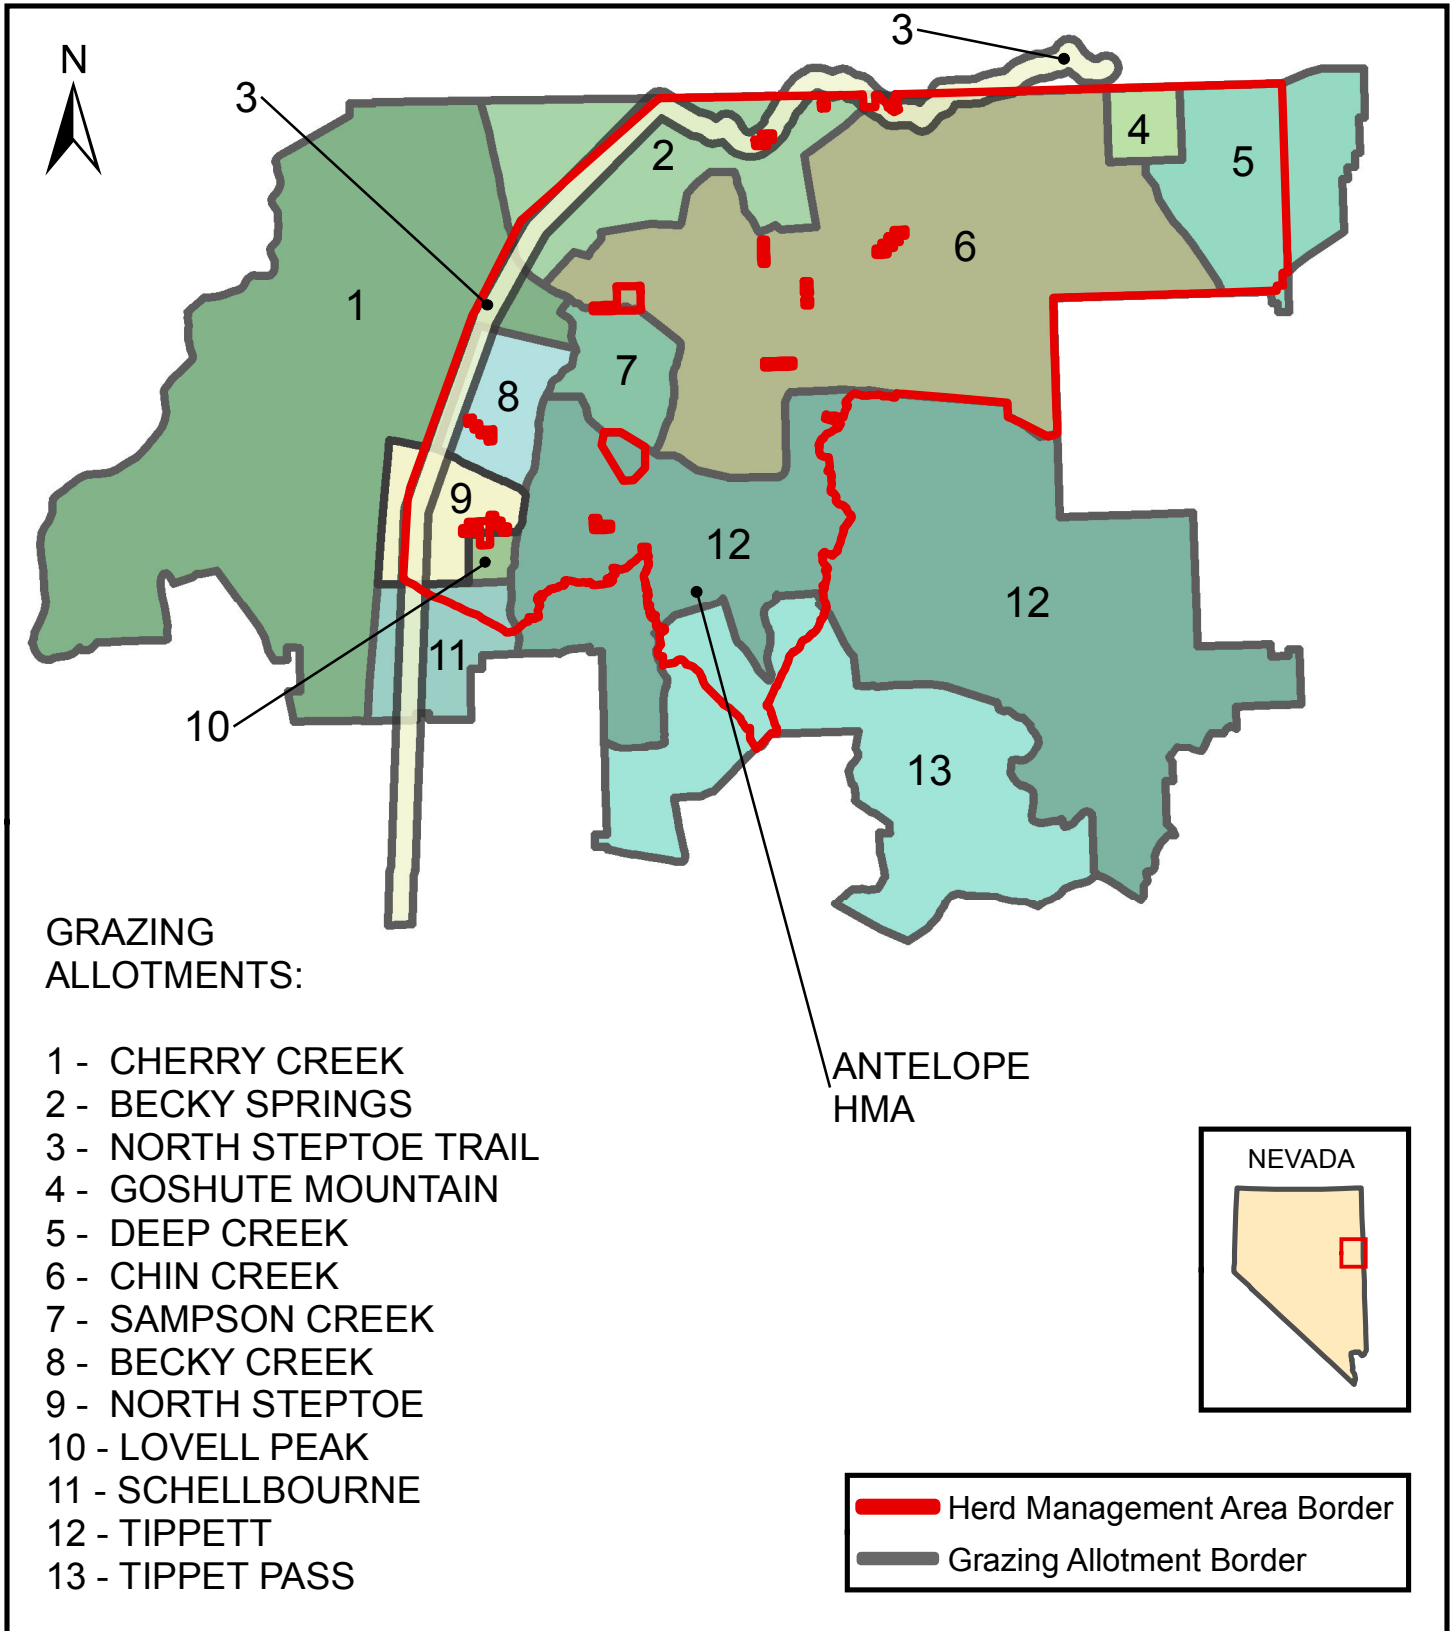 N
3
3
2
4
5
6
1
7
8
9
12
12
11
10
13
GRAZING
ALLOTMENTS:
1 - CHERRY CREEK
2 - BECKY SPRINGS
3 - NORTH STEPTOE TRAIL
4 - GOSHUTE MOUNTAIN
5 - DEEP CREEK
6 - CHIN CREEK
7 - SAMPSON CREEK
8 - BECKY CREEK
9 - NORTH STEPTOE
10 - LOVELL PEAK
11 - SCHELLBOURNE
12 - TIPPETT
13 - TIPPET PASS
ANTELOPE
HMA
NEVADA
Herd Management Area Border
Grazing Allotment Border